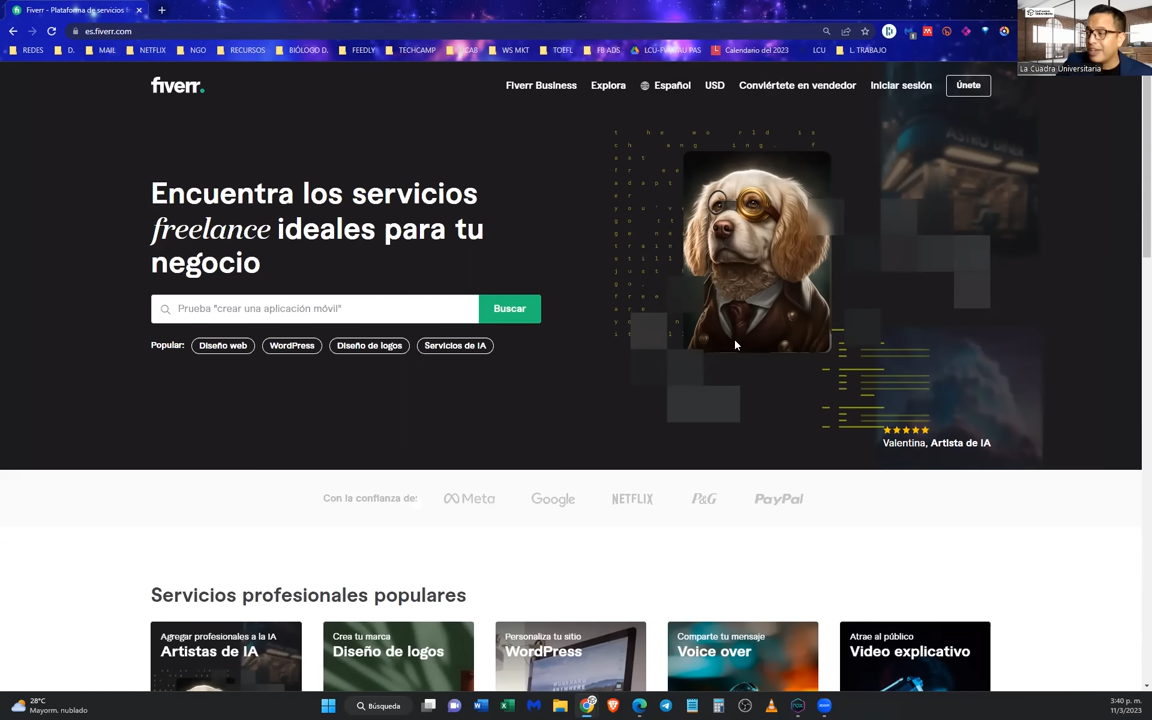 Fiverr - Plataforma de servicios
es.fiverr.com
REDES
D.
MAIL
NETFLIX
NGO
RECURSOS
BIÓLOGO D.
FEEDLY
TECHCAMP
WS MKT
TOEFL
FB ADS
Calendario del 2023
LCU
L. TRABAJO
La Cuadra Universitaria
fiverr.
Fiverr Business
Explora
Español
USD
Conviértete en vendedor
Iniciar sesión
Únete
Encuentra los servicios
freelance ideales para tu
negocio
Prueba "crear una aplicación móvil"
Buscar
Popular:
Diseño web
WordPress
Diseño de logos
Servicios de IA
Valentina, Artista de IA
Con la confianza de:
Meta
Google
NETFLIX
P&G
PayPal
Servicios profesionales populares
Agregar profesionales a la IA
Artistas de IA
Crea tu marca
Diseño de logos
Personaliza tu sitio
WordPress
Comparte tu mensaje
Voice over
Atrae al público
Video explicativo
28°C
Mayorm. nublado
Búsqueda
3:40 p. m.
11/3/2023